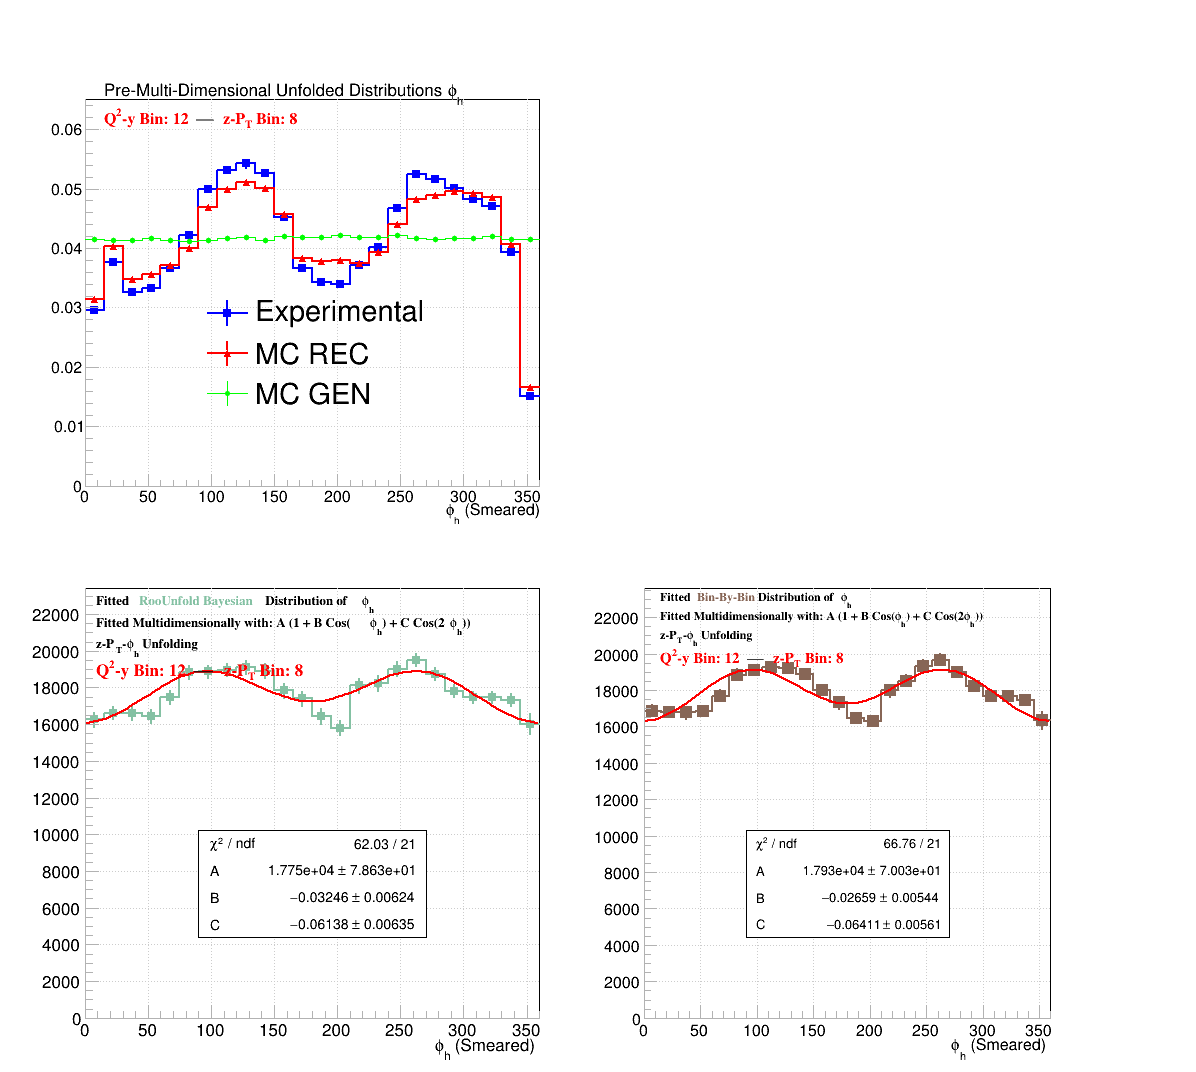 Pre-Multi-Dimensional Unfolded Distributions ϕh
Q2-y Bin: 12 — z-PT Bin: 8
0.06
0.05
0.04
0.03
0.02
0.01
0
Experimental
MC REC
MC GEN
0 50 100 150 200 250 300 350
ϕh (Smeared)
Fitted RooUnfold Bayesian Distribution of ϕh
Fitted Multidimensionally with: A (1 + B Cos( ϕh) + C Cos(2 ϕh))
z-PT-ϕh Unfolding
Q2-y Bin: 12 — z-PT Bin: 8
22000
20000
18000
16000
14000
12000
10000
8000
6000
4000
2000
0
χ2 / ndf 62.03 / 21
A 1.775e+04 ± 7.863e+01
B −0.03246 ± 0.00624
C −0.06138 ± 0.00635
0 50 100 150 200 250 300 350
ϕh (Smeared)
Fitted Bin-By-Bin Distribution of ϕh
Fitted Multidimensionally with: A (1 + B Cos(ϕh) + C Cos(2ϕh))
z-PT-ϕh Unfolding
Q2-y Bin: 12 — z-PT Bin: 8
22000
20000
18000
16000
14000
12000
10000
8000
6000
4000
2000
0
χ2 / ndf 66.76 / 21
A 1.793e+04 ± 7.003e+01
B −0.02659 ± 0.00544
C −0.06411 ± 0.00561
0 50 100 150 200 250 300 350
ϕh (Smeared)